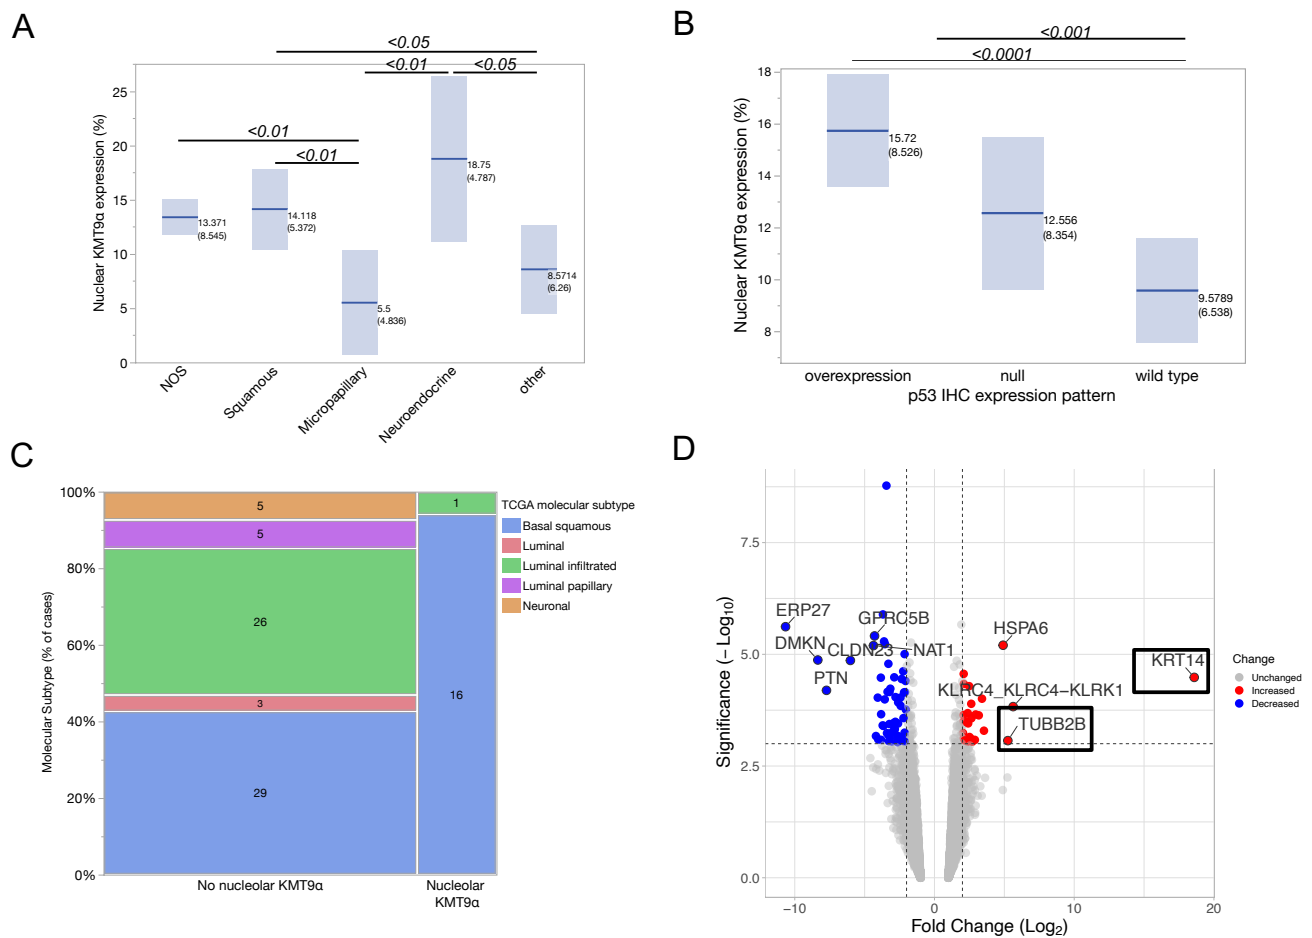 A
<0.05
<0.01
<0.05
<0.01
<0.01
Nuclear KMT9α expression (%)
25
20
15
10
5
0
13.371
(8.545)
14.118
(5.372)
5.5
(4.836)
18.75
(4.787)
8.5714
(6.26)
NOS
Squamous
Micropapillary
Neuroendocrine
other
B
<0.001
<0.0001
Nuclear KMT9α expression (%)
18
16
14
12
10
8
15.72
(8.526)
12.556
(8.354)
9.5789
(6.538)
overexpression
null
wild type
p53 IHC expression pattern
C
Molecular Subtype (% of cases)
100%
80%
60%
40%
20%
0%
5
5
26
3
29
1
16
No nucleolar KMT9α
Nucleolar
KMT9α
TCGA molecular subtype
Basal squamous
Luminal
Luminal infiltrated
Luminal papillary
Neuronal
D
Significance (−Log₁₀)
7.5
5.0
2.5
0.0
ERP27
GPRC5B
HSPA6
DMKN
CLDN23
NAT1
KRT14
PTN
KLRC4_KLRC4−KLRK1
TUBB2B
−10
0
10
20
Fold Change (Log₂)
Change
Unchanged
Increased
Decreased